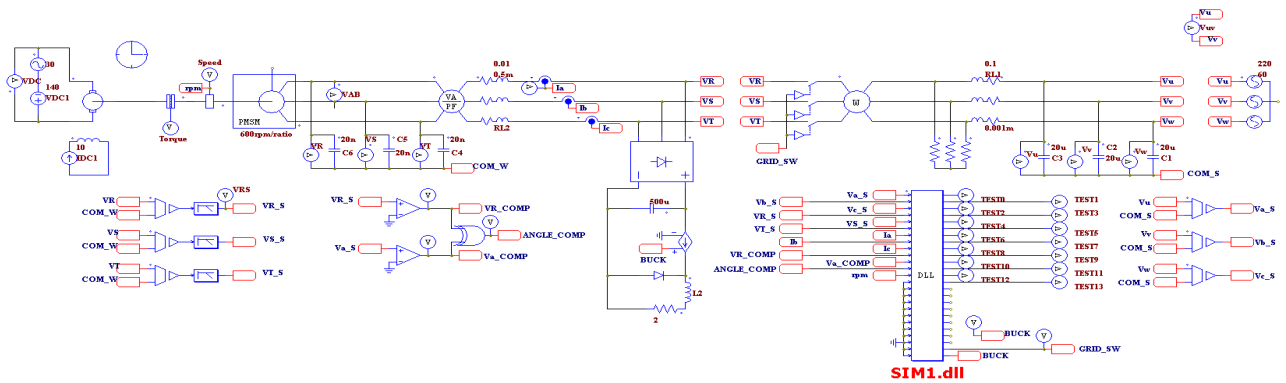 Vu
Vuv
Vv
30
VDC
140
VDC1
10
IDC1
Torque
Speed
rpm
PMSM
600rpm/ratio
VAB
20n
VR
C6
VS
C5
20n
VT
20n
C4
COM_W
VA
PF
0.01
0.5m
RL2
Ia
Ib
Ic
VR
VS
VT
500u
BUCK
L2
2
VR
VS
VT
GRID_SW
W
0.1
RL1
0.001m
Vu
Vv
Vw
Vu
20u
C3
Vv
C2
20u
Vw
20u
C1
COM_S
220
60
Vu
Vv
Vw
VR
COM_W
VRS
VR_S
VS
COM_W
VS_S
VT
COM_W
VT_S
VR_S
VR_COMP
ANGLE_COMP
Va_S
Va_COMP
Va_S
Vb_S
Vc_S
VR_S
VS_S
VT_S
Ia
Ib
Ic
VR_COMP
Va_COMP
ANGLE_COMP
rpm
DLL
TEST0
TEST1
TEST2
TEST3
TEST4
TEST5
TEST6
TEST7
TEST8
TEST9
TEST10
TEST11
TEST12
TEST13
BUCK
GRID_SW
BUCK
SIM1.dll
Vu
COM_S
Va_S
Vv
COM_S
Vb_S
Vw
COM_S
Vc_S